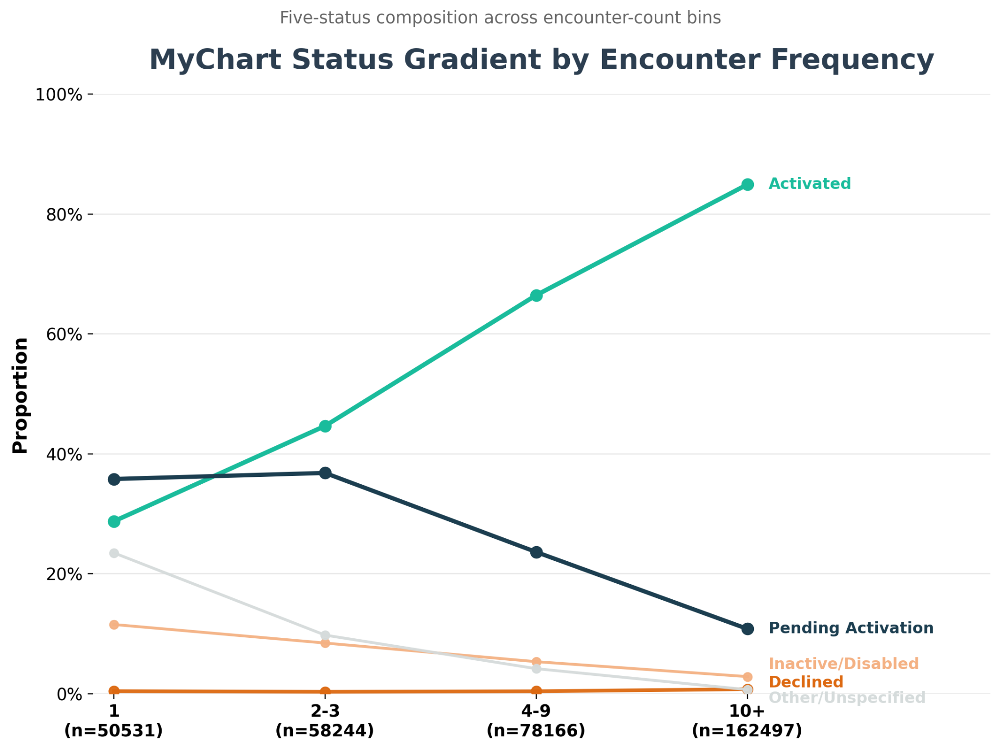 Five-status composition across encounter-count bins
MyChart Status Gradient by Encounter Frequency
100%
80%
60%
40%
20%
0%
Proportion
Activated
Pending Activation
Inactive/Disabled
Declined
Other/Unspecified
1
(n=50531)
2-3
(n=58244)
4-9
(n=78166)
10+
(n=162497)